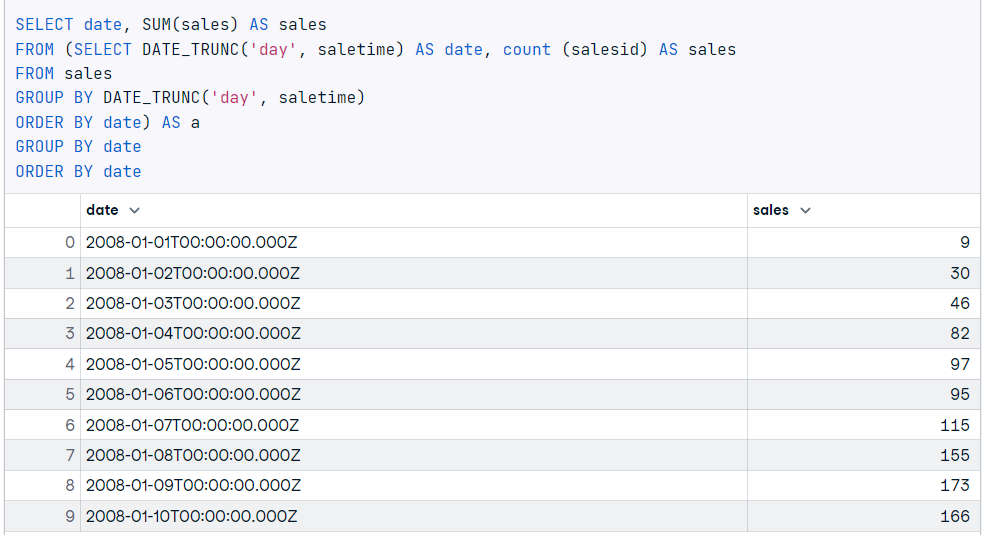 SELECT date, SUM(sales) AS sales
FROM (SELECT DATE_TRUNC('day', saletime) AS date, count (salesid) AS sales
FROM sales
GROUP BY DATE_TRUNC('day', saletime)
ORDER BY date) AS a
GROUP BY date
ORDER BY date
date sales
0 2008-01-01T00:00:00.000Z 9
1 2008-01-02T00:00:00.000Z 30
2 2008-01-03T00:00:00.000Z 46
3 2008-01-04T00:00:00.000Z 82
4 2008-01-05T00:00:00.000Z 97
5 2008-01-06T00:00:00.000Z 95
6 2008-01-07T00:00:00.000Z 115
7 2008-01-08T00:00:00.000Z 155
8 2008-01-09T00:00:00.000Z 173
9 2008-01-10T00:00:00.000Z 166